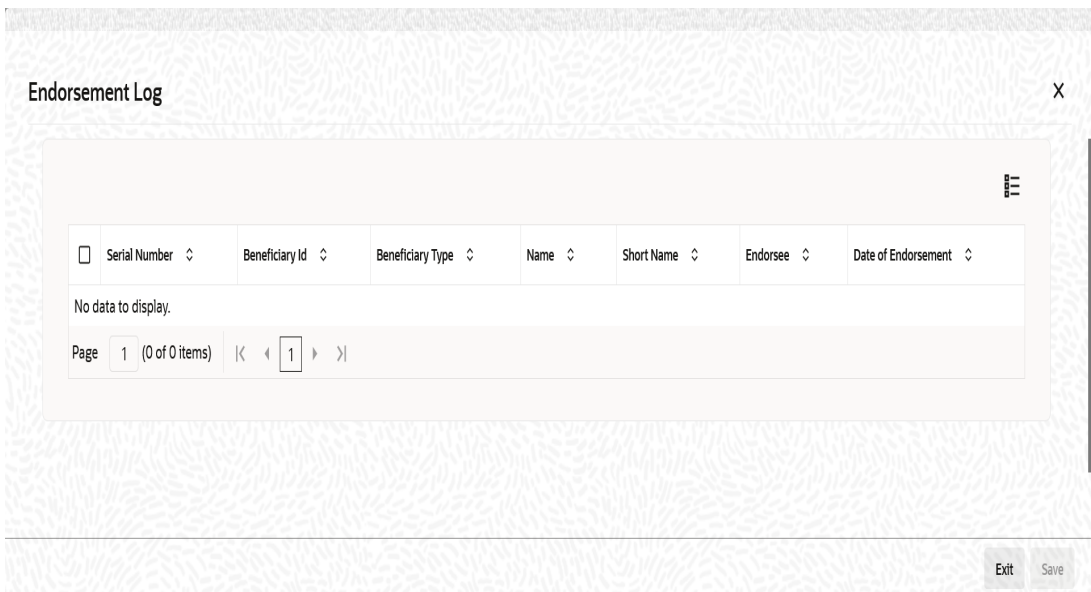 Endorsement Log X
Serial Number Beneficiary Id Beneficiary Type Name Short Name Endorsee Date of Endorsement
No data to display.
Page 1 (0 of 0 items) 1
Exit Save